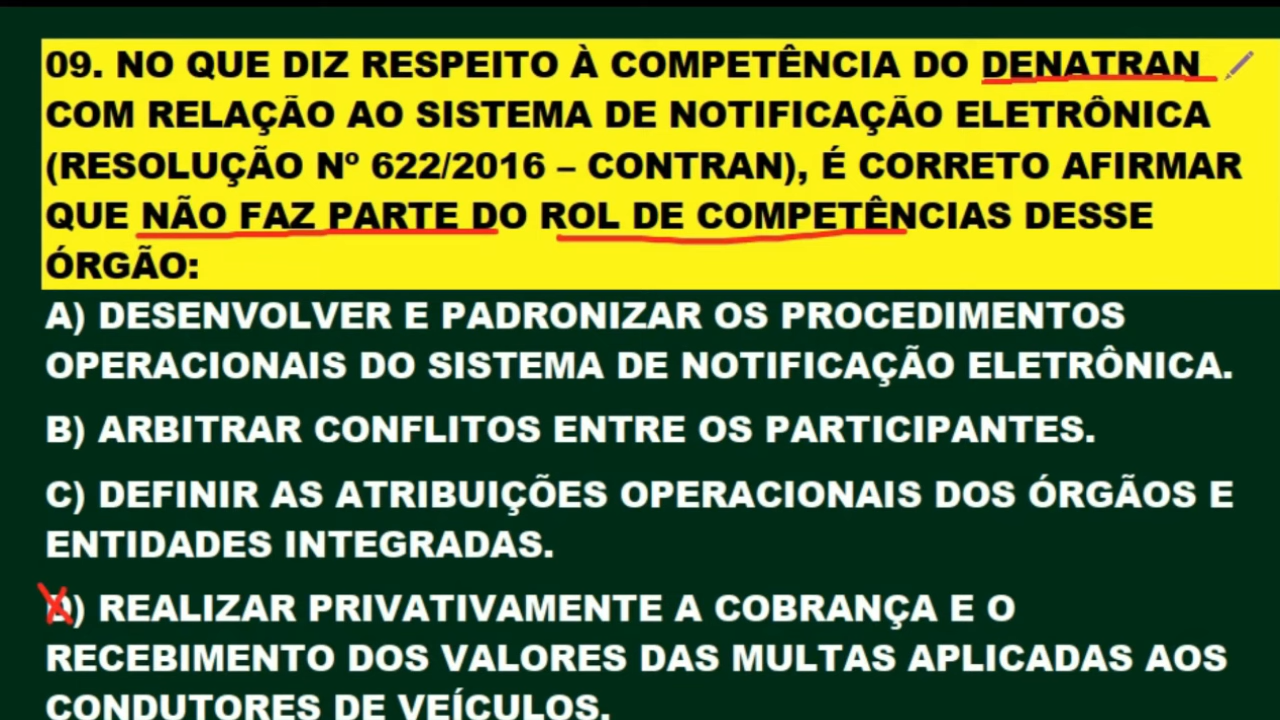 09. NO QUE DIZ RESPEITO À COMPETÊNCIA DO DENATRAN
COM RELAÇÃO AO SISTEMA DE NOTIFICAÇÃO ELETRÔNICA
(RESOLUÇÃO Nº 622/2016 – CONTRAN), É CORRETO AFIRMAR
QUE NÃO FAZ PARTE DO ROL DE COMPETÊNCIAS DESSE
ÓRGÃO:
A) DESENVOLVER E PADRONIZAR OS PROCEDIMENTOS
OPERACIONAIS DO SISTEMA DE NOTIFICAÇÃO ELETRÔNICA.
B) ARBITRAR CONFLITOS ENTRE OS PARTICIPANTES.
C) DEFINIR AS ATRIBUIÇÕES OPERACIONAIS DOS ÓRGÃOS E
ENTIDADES INTEGRADAS.
D) REALIZAR PRIVATIVAMENTE A COBRANÇA E O
RECEBIMENTO DOS VALORES DAS MULTAS APLICADAS AOS
CONDUTORES DE VEÍCULOS.